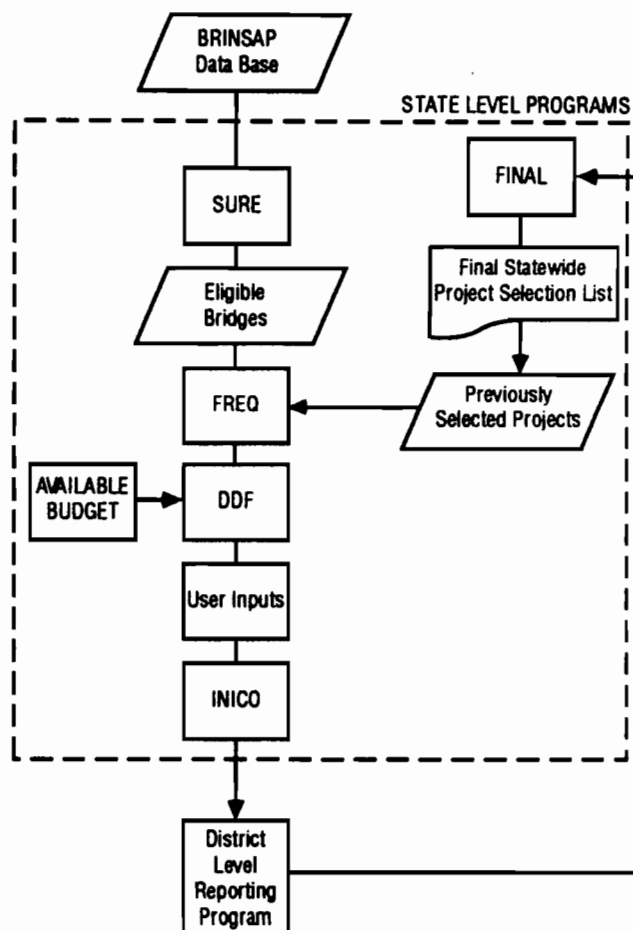 BRINSAP
Data Base
STATE LEVEL PROGRAMS
SURE
FINAL
Eligible
Bridges
Final Statewide
Project Selection List
FREQ
Previously
Selected Projects
AVAILABLE
BUDGET
DDF
User Inputs
INICO
District
Level
Reporting
Program